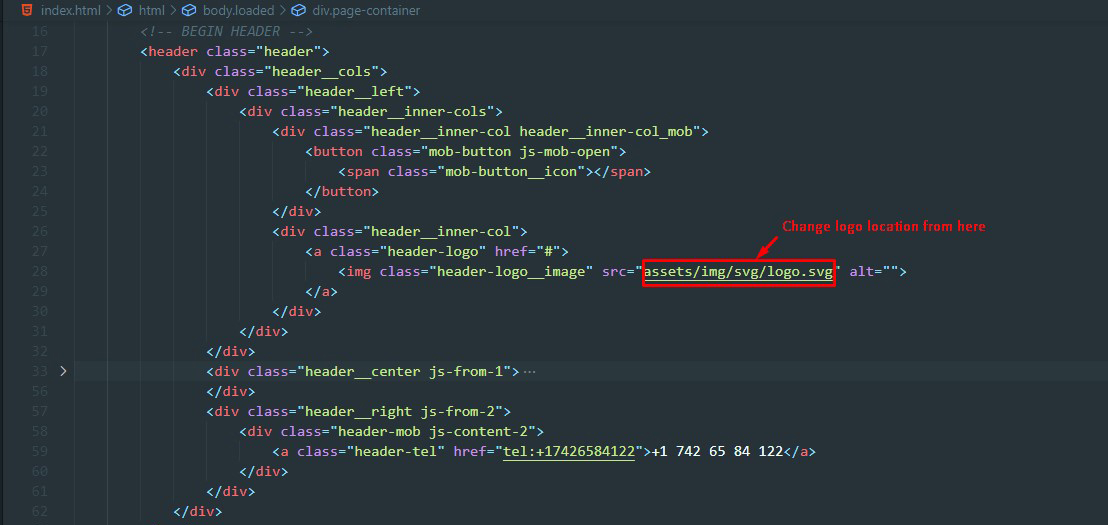 index.html > html > body.loaded > div.page-container
16 <!-- BEGIN HEADER -->
17 <header class="header">
18 <div class="header__cols">
19 <div class="header__left">
20 <div class="header__inner-cols">
21 <div class="header__inner-col header__inner-col_mob">
22 <button class="mob-button js-mob-open">
23 <span class="mob-button__icon"></span>
24 </button>
25 </div>
26 <div class="header__inner-col">
Change logo location from here
27 <a class="header-logo" href="#">
28 <img class="header-logo__image" src="assets/img/svg/logo.svg" alt="">
29 </a>
30 </div>
31 </div>
32 </div>
33 <div class="header__center js-from-1">⋯
56 </div>
57 <div class="header__right js-from-2">
58 <div class="header-mob js-content-2">
59 <a class="header-tel" href="tel:+17426584122">+1 742 65 84 122</a>
60 </div>
61 </div>
62 </div>